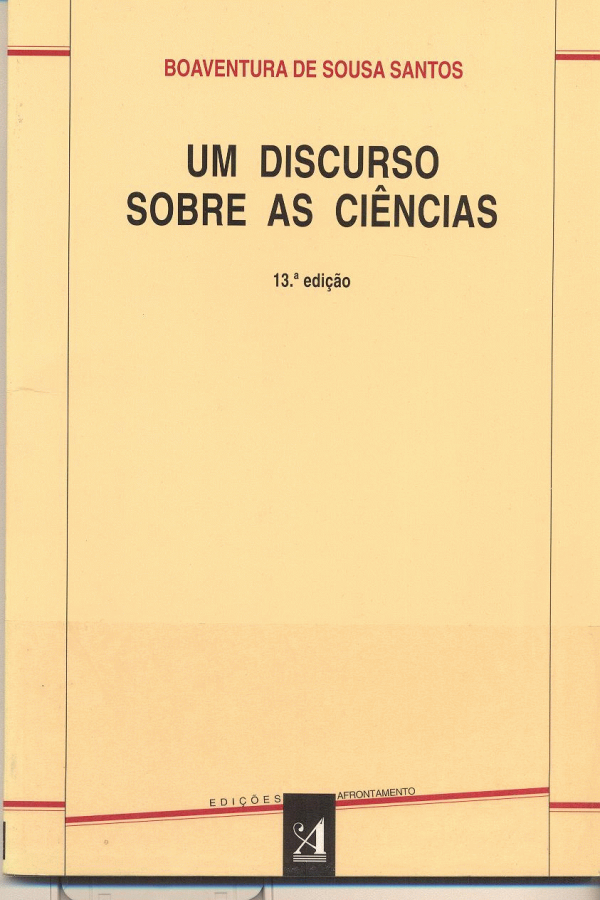 BOAVENTURA DE SOUSA SANTOS
UM DISCURSO
SOBRE AS CIÊNCIAS
13.ª edição
EDIÇÕES AFRONTAMENTO
A